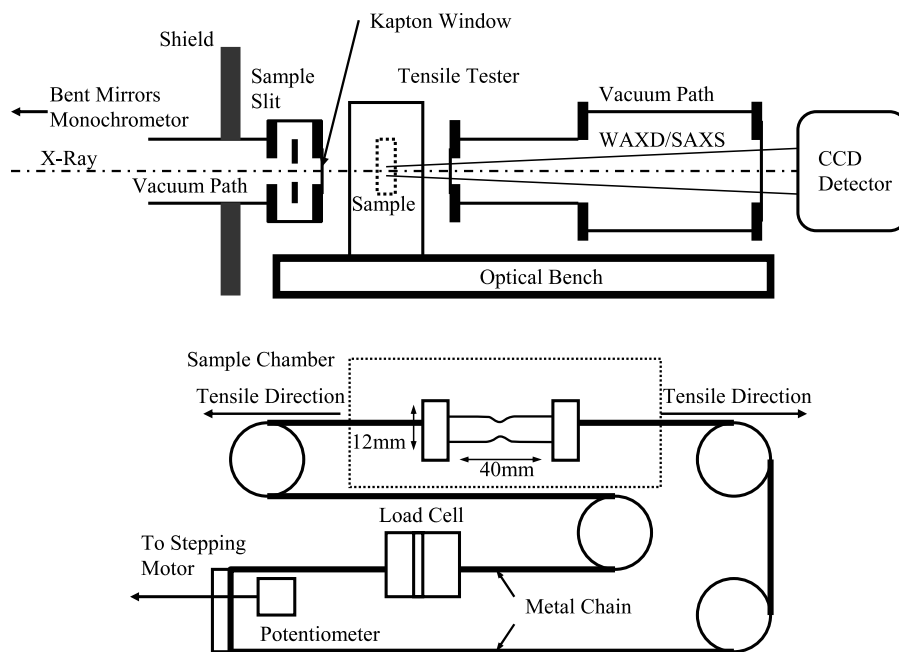 Kapton Window
Shield
Sample
Slit
Tensile Tester
Bent Mirrors
Monochrometor
Vacuum Path
WAXD/SAXS
X-Ray
CCD
Detector
Vacuum Path
Sample
Optical Bench
Sample Chamber
Tensile Direction
Tensile Direction
12mm
40mm
Load Cell
To Stepping
Motor
Metal Chain
Potentiometer